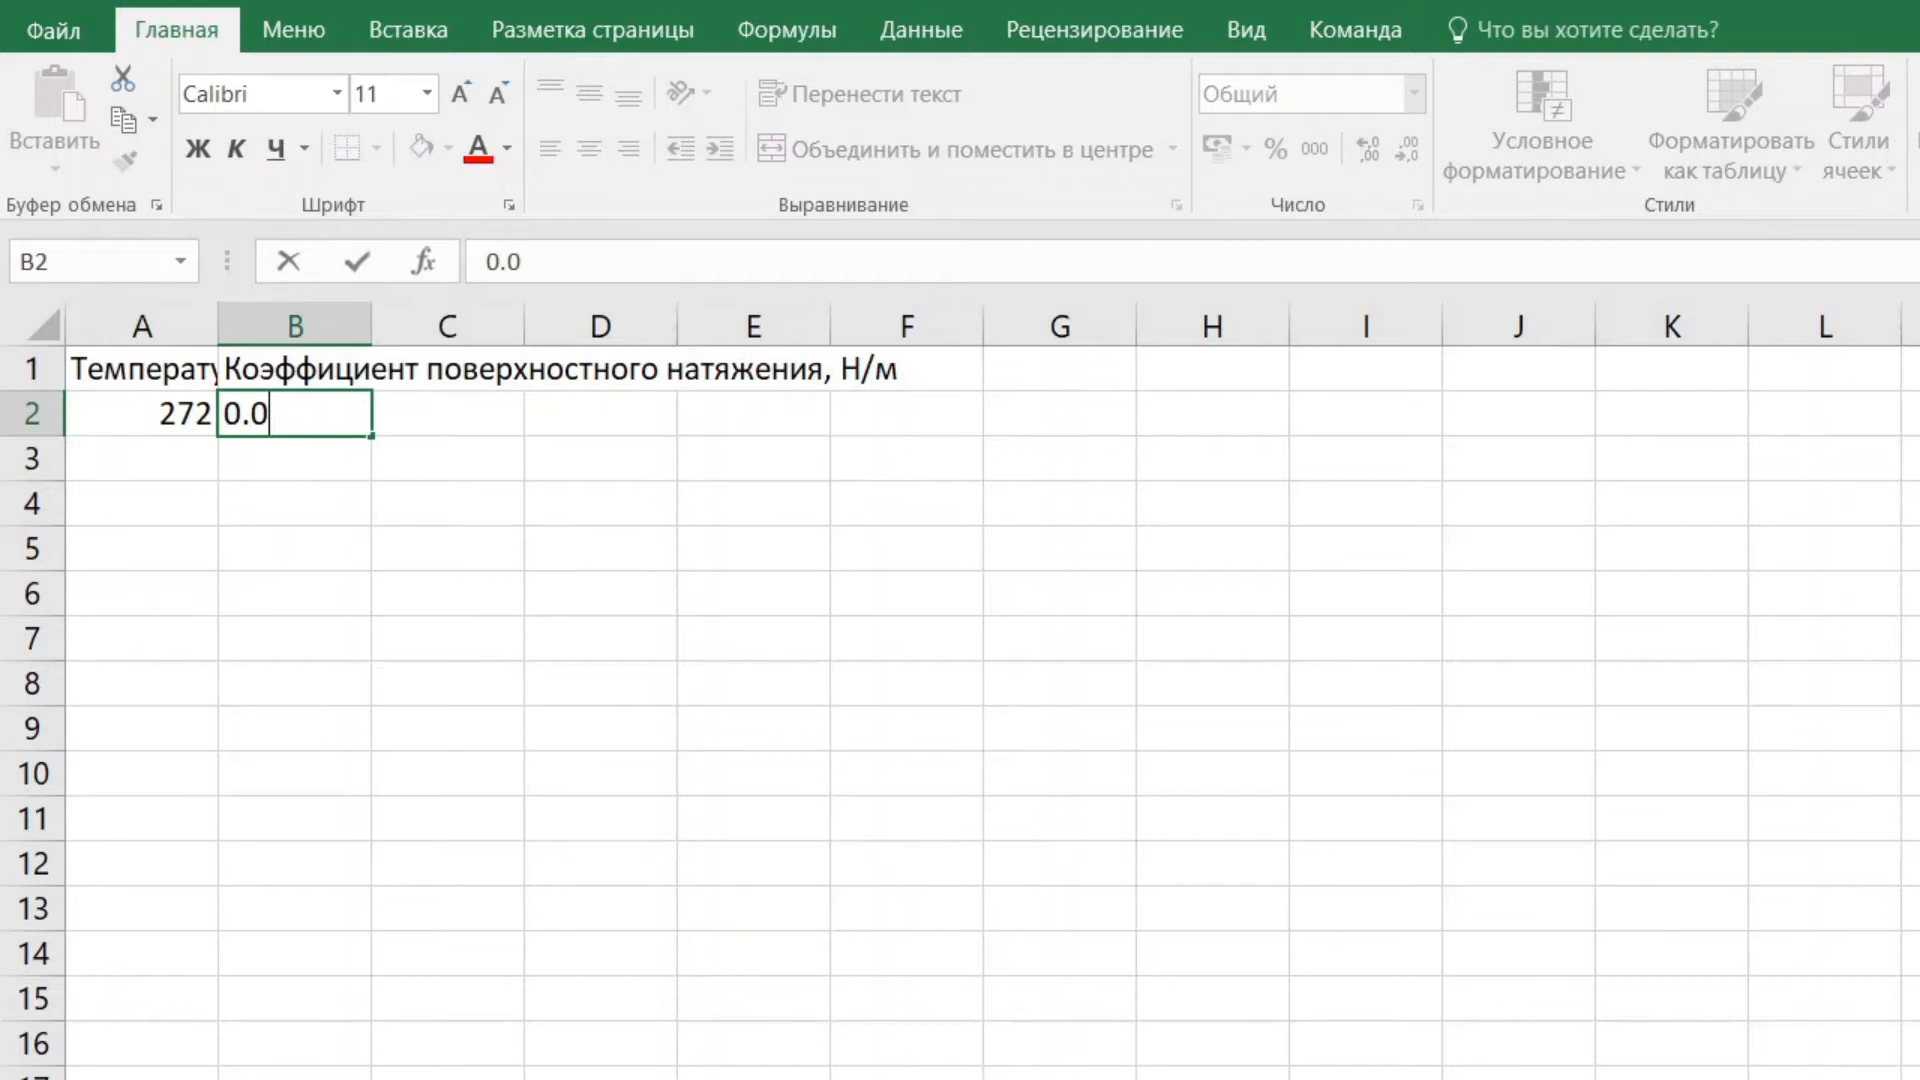 Файл Главная Меню Вставка Разметка страницы Формулы Данные Рецензирование Вид Команда Что вы хотите сделать?
Calibri 11 Перенести текст Общий
Вставить Условное форматирование Форматировать как таблицу Стили ячеек
Ж К Ч А Объединить и поместить в центре % 000
Буфер обмена Шрифт Выравнивание Число Стили
B2 fx 0.0
A B C D E F G H I J K L
1 Температу Коэффициент поверхностного натяжения, Н/м
2 272 0.0
3
4
5
6
7
8
9
10
11
12
13
14
15
16